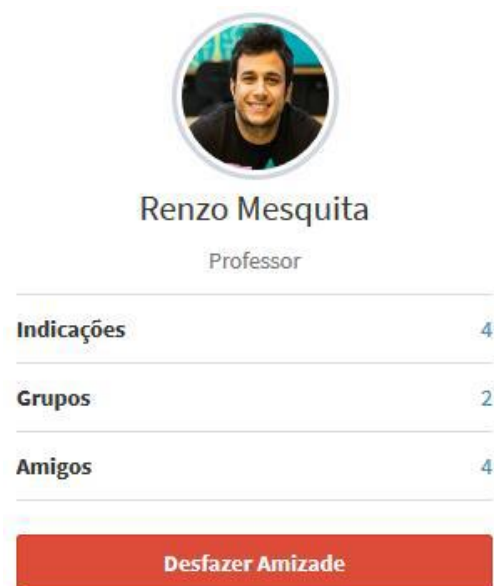 Renzo Mesquita
Professor
Indicações 4
Grupos 2
Amigos 4
Desfazer Amizade